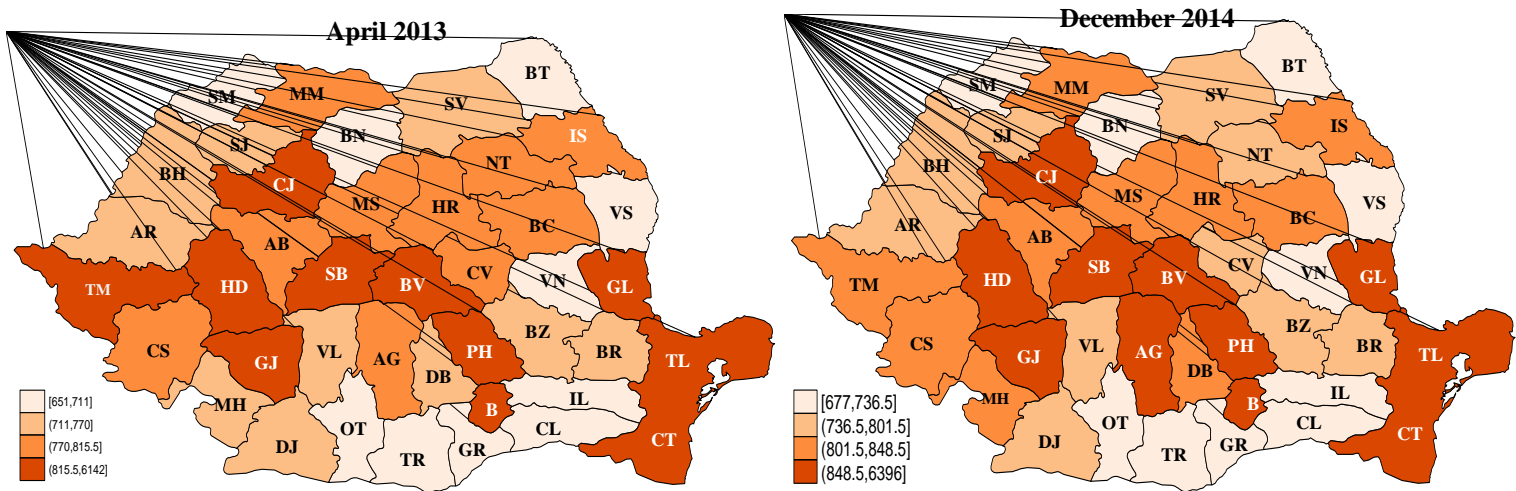 April 2013
BT
SM
MM
SV
BN
IS
SJ
NT
BH
CJ
MS
HR
VS
BC
AR
AB
CV
SB
VN
TM
HD
BV
GL
BZ
CS
GJ
VL
AG
PH
BR
TL
DB
MH
B
IL
OT
CL
DJ
GR
TR
CT
[651,711]
(711,770]
(770,815.5]
(815.5,6142]
December 2014
BT
SM
MM
SV
BN
IS
SJ
NT
BH
CJ
MS
HR
VS
BC
AR
AB
CV
SB
VN
TM
HD
BV
GL
BZ
CS
GJ
VL
AG
PH
BR
TL
DB
MH
B
IL
OT
CL
DJ
GR
TR
CT
[677,736.5]
(736.5,801.5]
(801.5,848.5]
(848.5,6396]